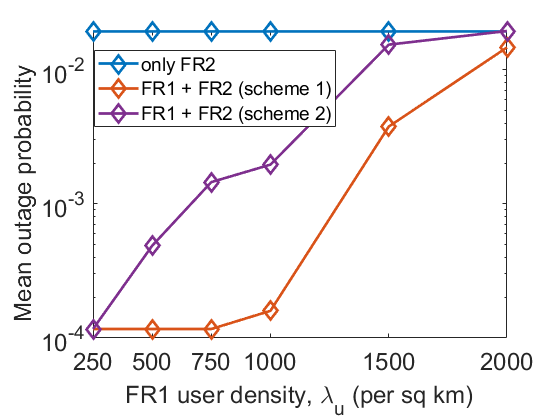 Mean outage probability
10^-2
10^-3
10^-4
only FR2
FR1 + FR2 (scheme 1)
FR1 + FR2 (scheme 2)
250 500 750 1000 1500 2000
FR1 user density, λ_u (per sq km)